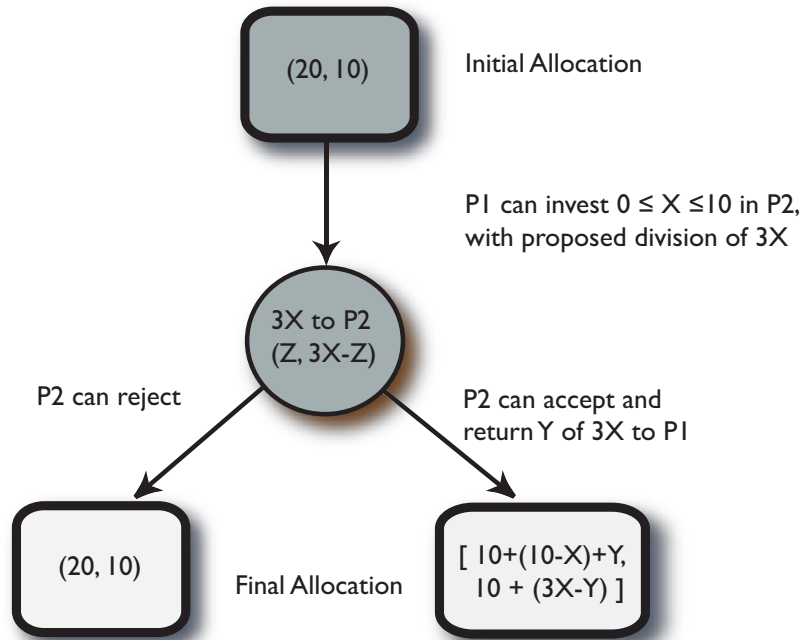 (20, 10)
Initial Allocation
P1 can invest 0 ≤ X ≤10 in P2,
with proposed division of 3X
3X to P2
(Z, 3X-Z)
P2 can reject
P2 can accept and
return Y of 3X to P1
(20, 10)
Final Allocation
[ 10+(10-X)+Y,
10 + (3X-Y) ]